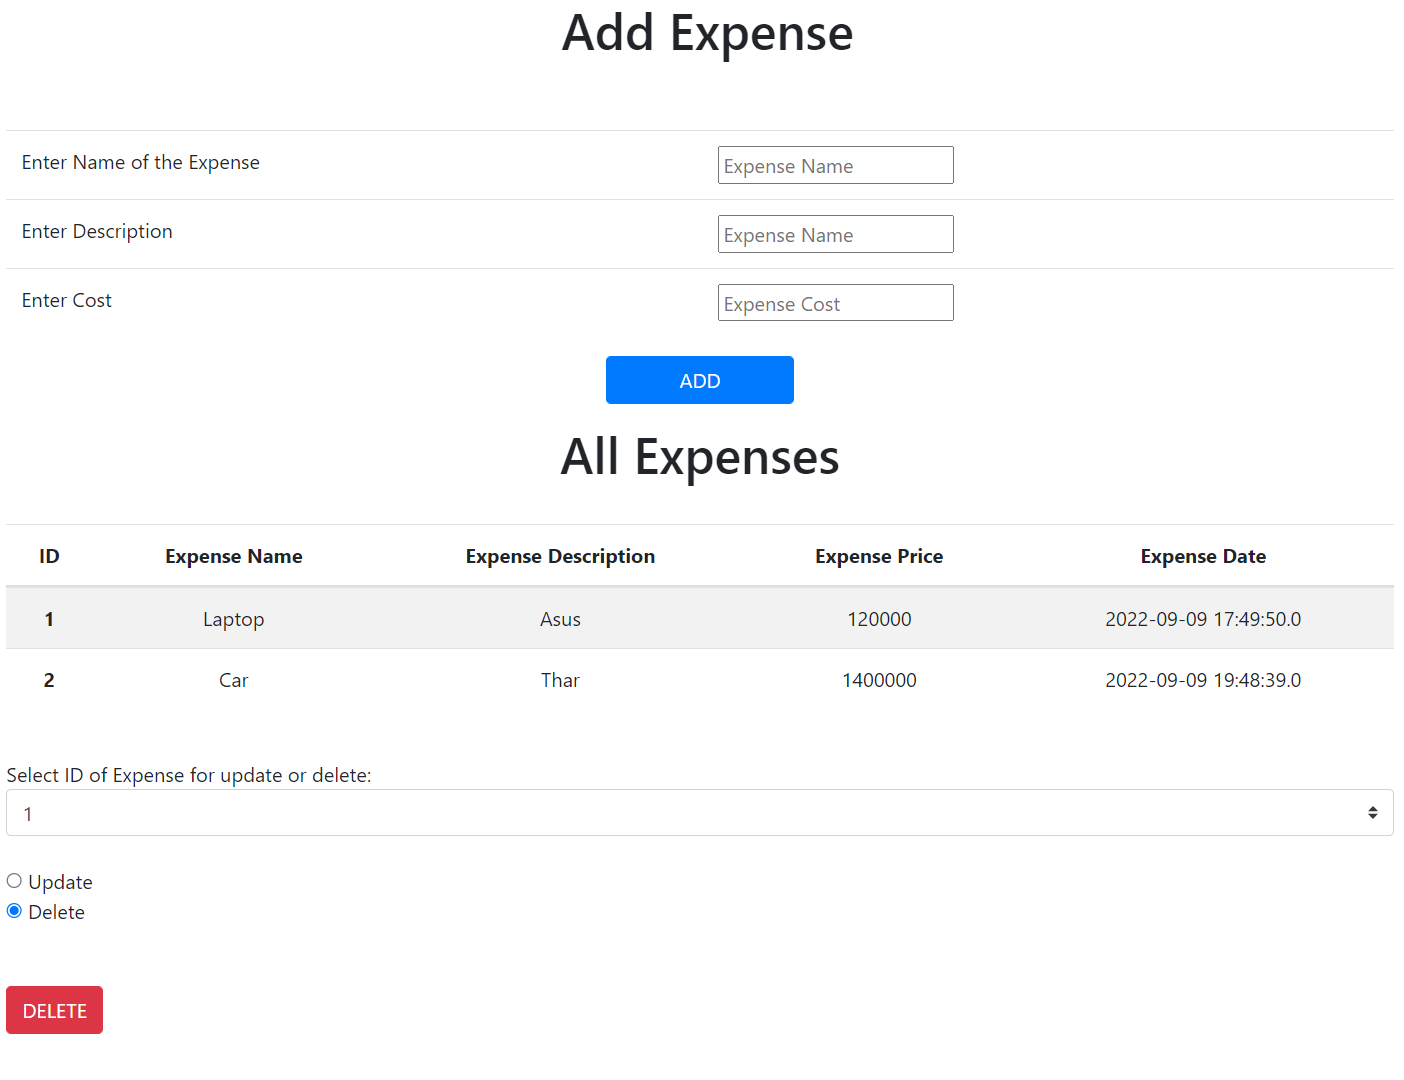 Add Expense
Enter Name of the Expense Expense Name
Enter Description Expense Name
Enter Cost Expense Cost
ADD
All Expenses
ID Expense Name Expense Description Expense Price Expense Date
1 Laptop Asus 120000 2022-09-09 17:49:50.0
2 Car Thar 1400000 2022-09-09 19:48:39.0
Select ID of Expense for update or delete:
1
Update
Delete
DELETE